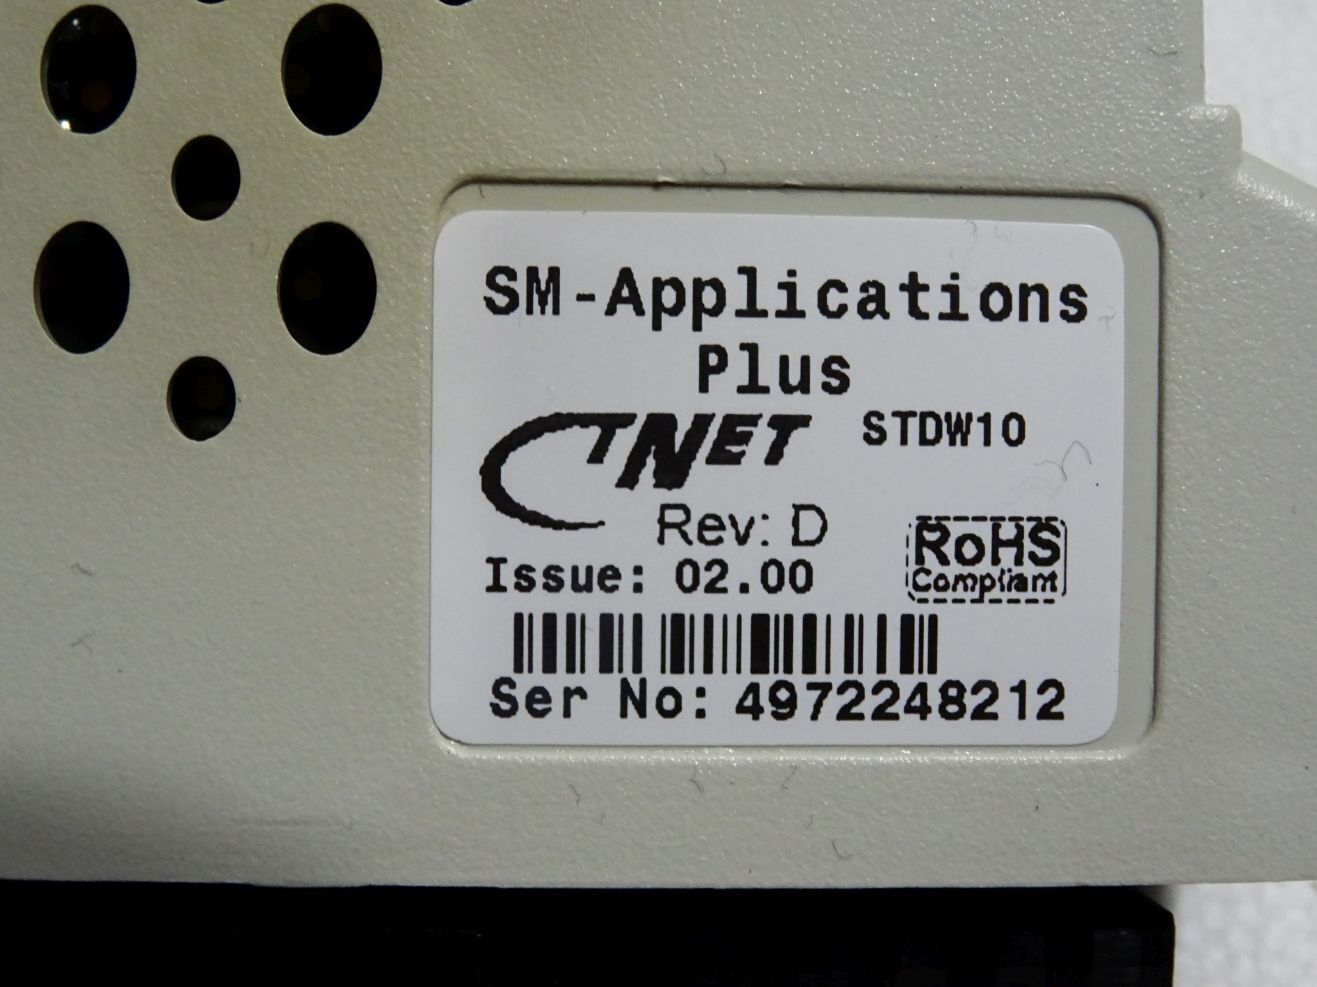 SM-Applications
Plus
CTNET STDW10
Rev: D
Issue: 02.00
RoHS
Compliant
Ser No: 4972248212